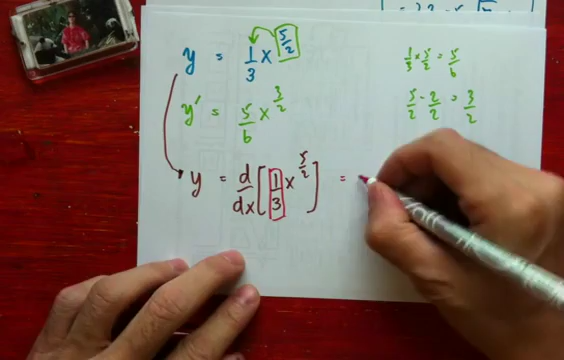 y = 1/3 x^5/2
1/3 × 5/2 = 5/6
y' = 5/6 x^3/2
5/2 - 2/2 = 3/2
y = d/dx [1/3 x^5/2] =